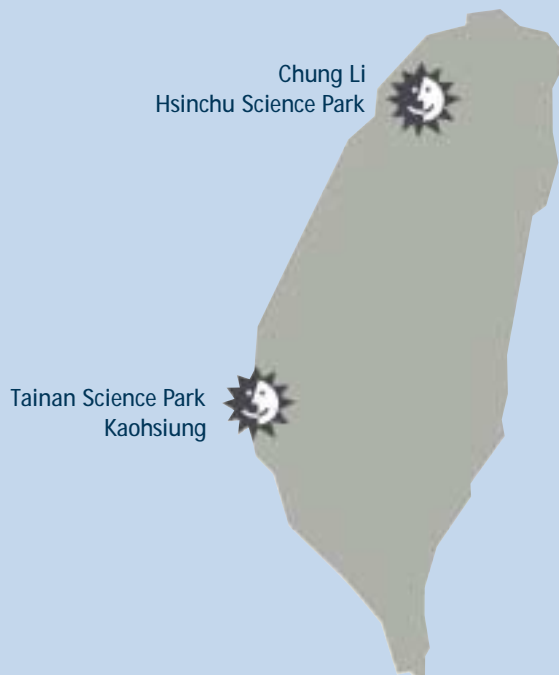 Chung Li
Hsinchu Science Park
Tainan Science Park
Kaohsiung